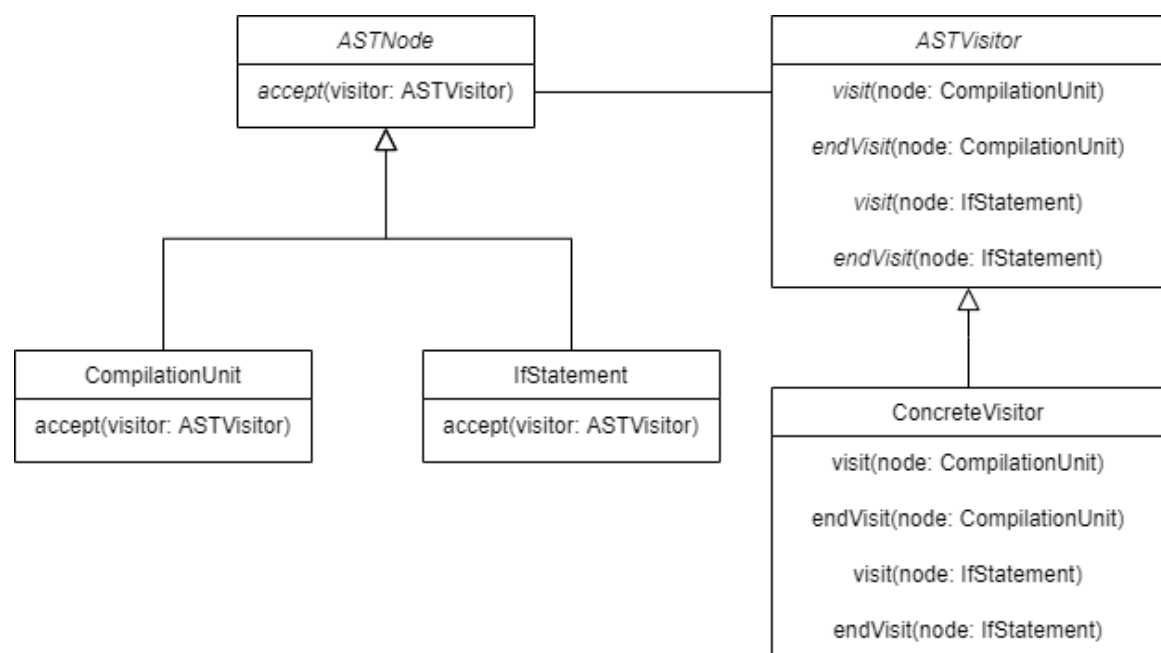 ASTNode
accept(visitor: ASTVisitor)
ASTVisitor
visit(node: CompilationUnit)
endVisit(node: CompilationUnit)
visit(node: IfStatement)
endVisit(node: IfStatement)
CompilationUnit
accept(visitor: ASTVisitor)
IfStatement
accept(visitor: ASTVisitor)
ConcreteVisitor
visit(node: CompilationUnit)
endVisit(node: CompilationUnit)
visit(node: IfStatement)
endVisit(node: IfStatement)